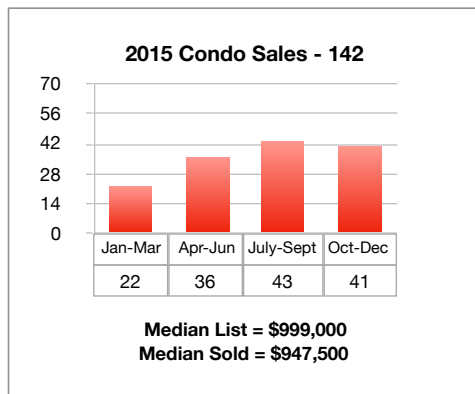 2015 Condo Sales - 142
70
56
42
28
14
0
Jan-Mar Apr-Jun July-Sept Oct-Dec
22 36 43 41
Median List = $999,000
Median Sold = $947,500